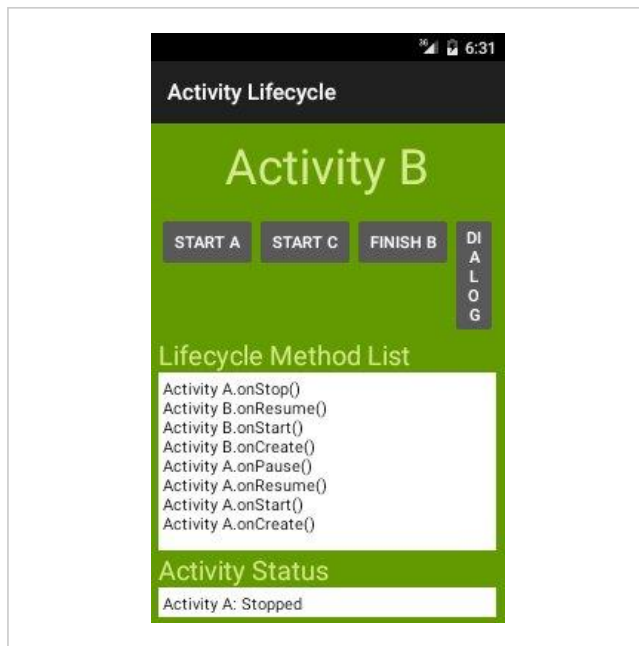 3G 6:31
Activity Lifecycle
Activity B
START A START C FINISH B DI
A
L
O
G
Lifecycle Method List
Activity A.onStop()
Activity B.onResume()
Activity B.onStart()
Activity B.onCreate()
Activity A.onPause()
Activity A.onResume()
Activity A.onStart()
Activity A.onCreate()
Activity Status
Activity A: Stopped